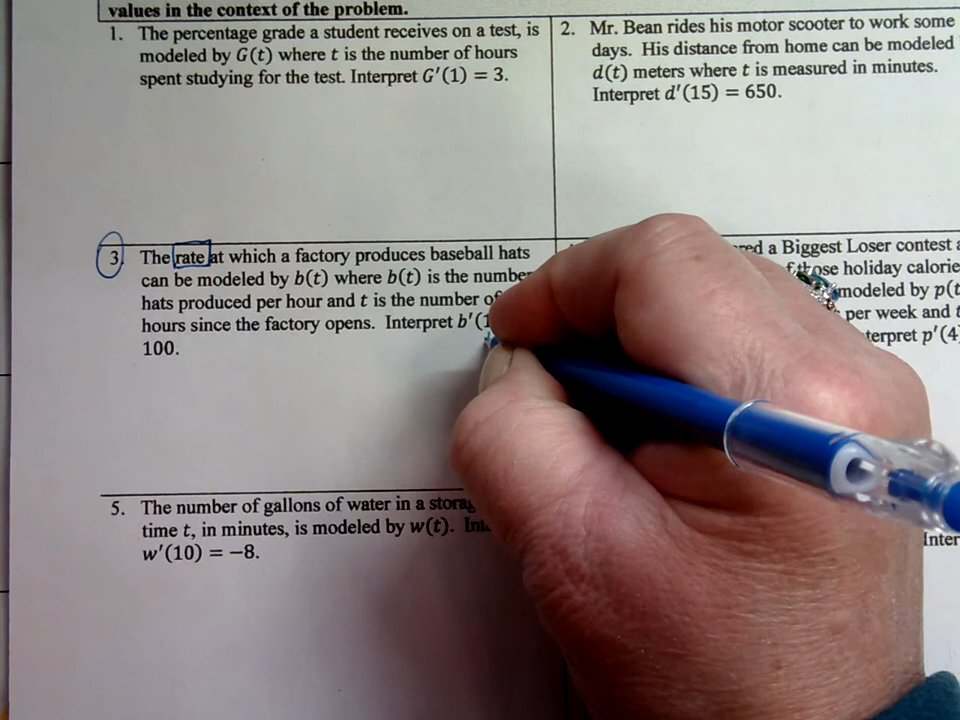 values in the context of the problem.
1. The percentage grade a student receives on a test, is
modeled by G(t) where t is the number of hours
spent studying for the test. Interpret G′(1) = 3.
2. Mr. Bean rides his motor scooter to work some
days. His distance from home can be modeled
d(t) meters where t is measured in minutes.
Interpret d′(15) = 650.
3. The rate at which a factory produces baseball hats
can be modeled by b(t) where b(t) is the number
hats produced per hour and t is the number of
hours since the factory opens. Interpret b′(1
100.
a Biggest Loser contest
those holiday calorie
modeled by p(t
per week and t
p′(4
5. The number of gallons of water in a
time t, in minutes, is modeled by w(t).
w′(10) = −8.
Inter